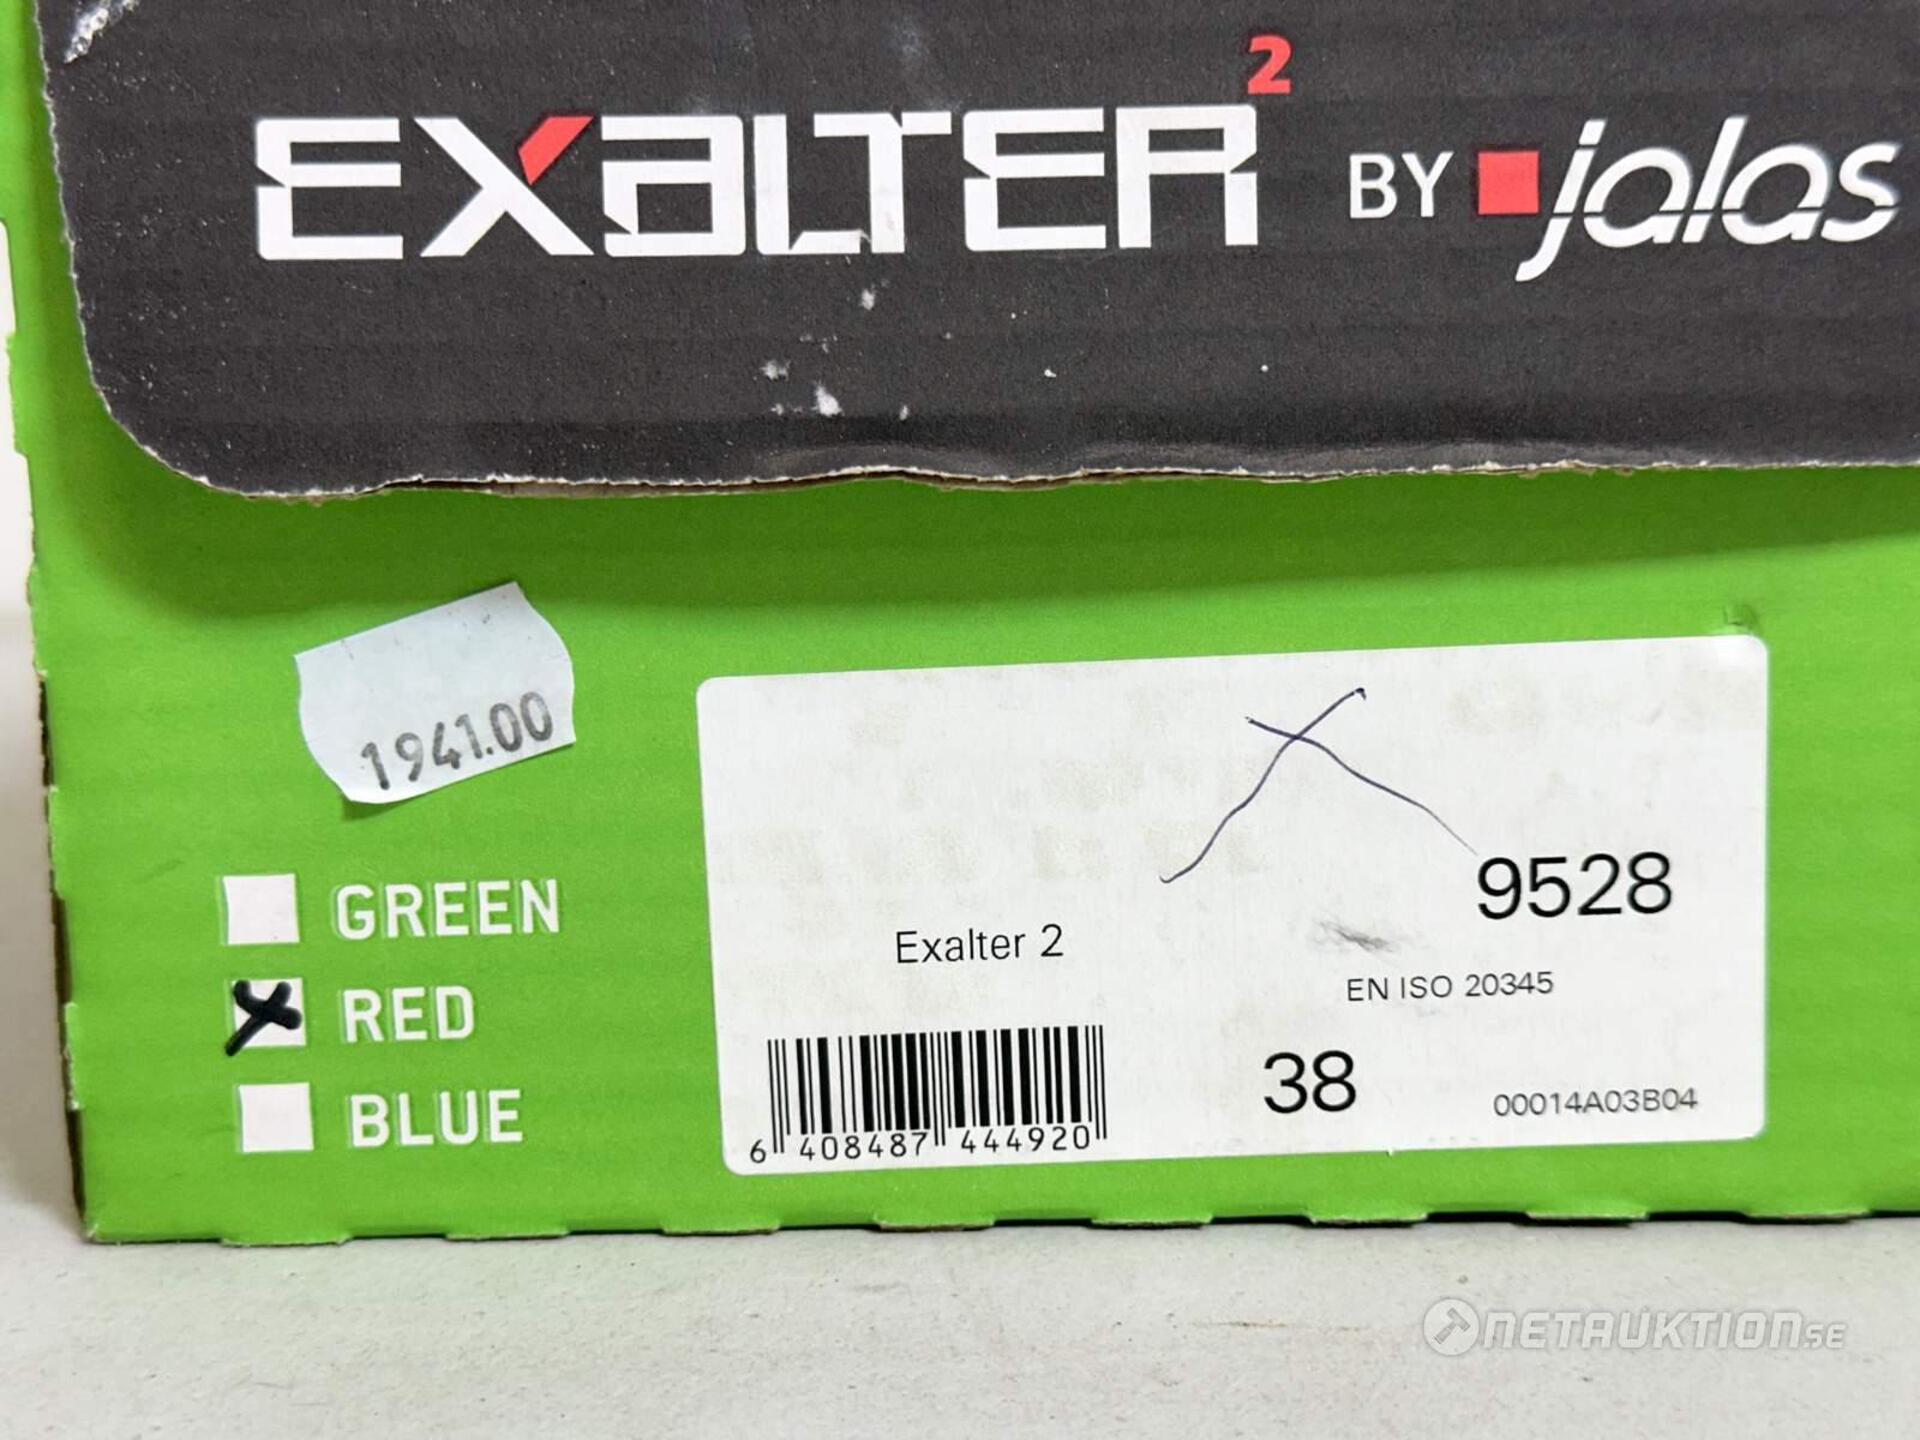 EXALTER² BY jalas
1941.00
GREEN
RED
BLUE
9528
Exalter 2
EN ISO 20345
38
00014A03B04
6 408487 444920
NETAUKTION.SE